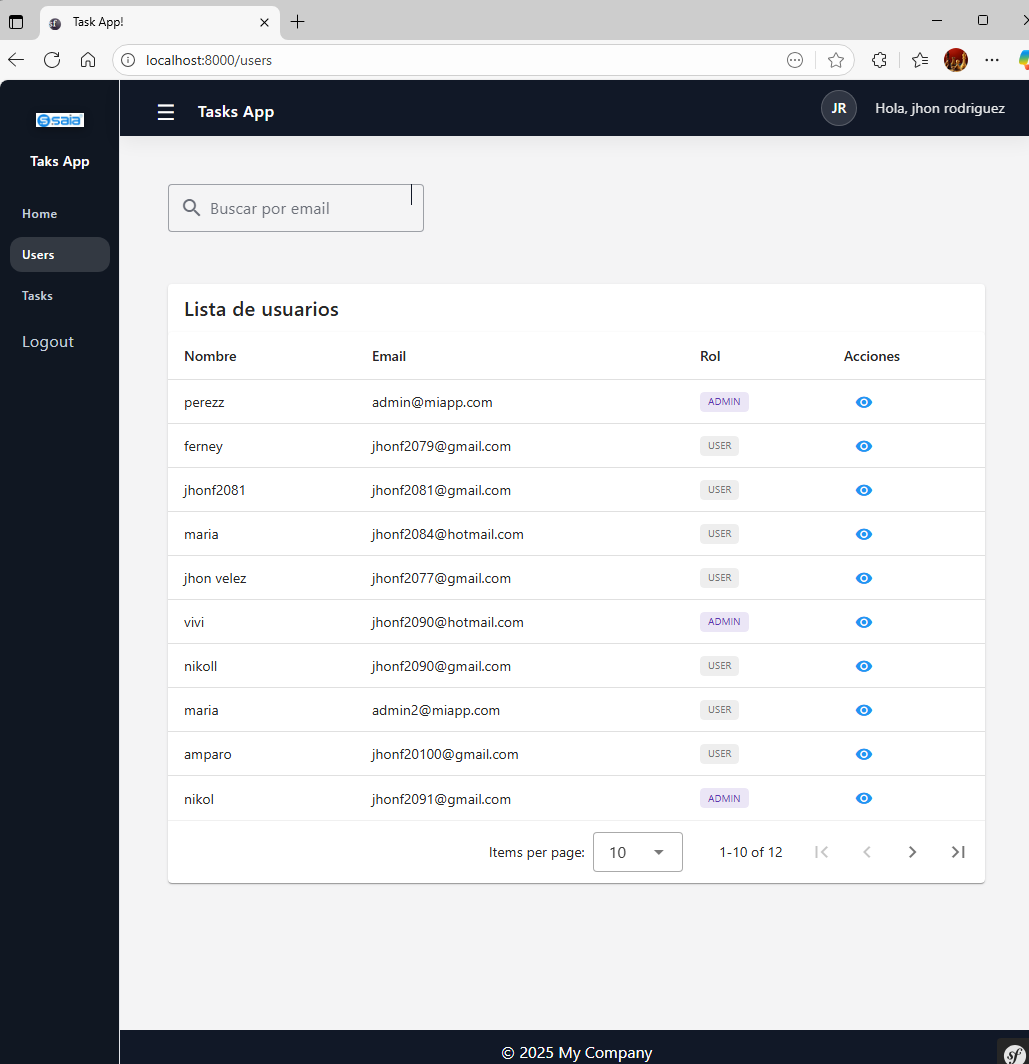 Task App!
localhost:8000/users
saia
Taks App
Home
Users
Tasks
Logout
Tasks App
JR
Hola, jhon rodriguez
Buscar por email
Lista de usuarios
Nombre Email Rol Acciones
perezz admin@miapp.com ADMIN
ferney jhonf2079@gmail.com USER
jhonf2081 jhonf2081@gmail.com USER
maria jhonf2084@hotmail.com USER
jhon velez jhonf2077@gmail.com USER
vivi jhonf2090@hotmail.com ADMIN
nikoll jhonf2090@gmail.com USER
maria admin2@miapp.com USER
amparo jhonf20100@gmail.com USER
nikol jhonf2091@gmail.com ADMIN
Items per page: 10 1-10 of 12
© 2025 My Company
sf